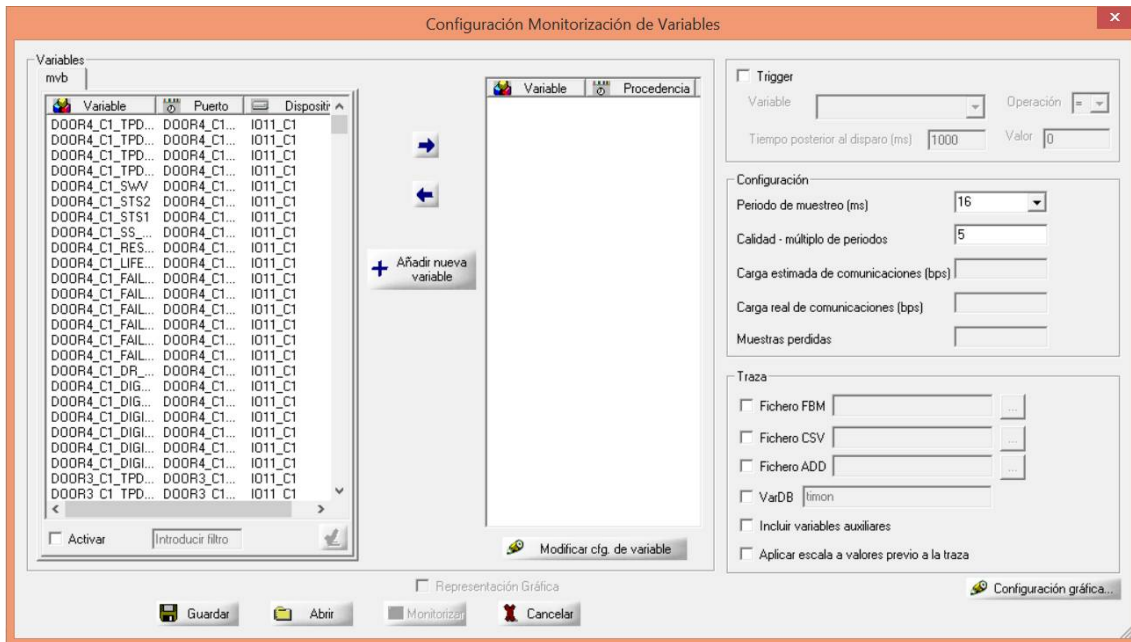 Configuración Monitorización de Variables
x
Variables
mvb
Variable Puerto Dispositiv
DOOR4_C1_TPD... DOOR4_C1... IO11_C1
DOOR4_C1_TPD... DOOR4_C1... IO11_C1
DOOR4_C1_TPD... DOOR4_C1... IO11_C1
DOOR4_C1_TPD... DOOR4_C1... IO11_C1
DOOR4_C1_SWV DOOR4_C1... IO11_C1
DOOR4_C1_STS2 DOOR4_C1... IO11_C1
DOOR4_C1_STS1 DOOR4_C1... IO11_C1
DOOR4_C1_SS_... DOOR4_C1... IO11_C1
DOOR4_C1_RES... DOOR4_C1... IO11_C1
DOOR4_C1_LIFE... DOOR4_C1... IO11_C1
DOOR4_C1_FAIL... DOOR4_C1... IO11_C1
DOOR4_C1_FAIL... DOOR4_C1... IO11_C1
DOOR4_C1_FAIL... DOOR4_C1... IO11_C1
DOOR4_C1_FAIL... DOOR4_C1... IO11_C1
DOOR4_C1_FAIL... DOOR4_C1... IO11_C1
DOOR4_C1_FAIL... DOOR4_C1... IO11_C1
DOOR4_C1_DR_... DOOR4_C1... IO11_C1
DOOR4_C1_DIG... DOOR4_C1... IO11_C1
DOOR4_C1_DIG... DOOR4_C1... IO11_C1
DOOR4_C1_DIGI... DOOR4_C1... IO11_C1
DOOR4_C1_DIGI... DOOR4_C1... IO11_C1
DOOR4_C1_DIGI... DOOR4_C1... IO11_C1
DOOR4_C1_DIGI... DOOR4_C1... IO11_C1
DOOR3_C1_TPD... DOOR3_C1... IO11_C1
DOOR3_C1_TPD... DOOR3_C1... IO11_C1
Activar Introducir filtro
Añadir nueva
variable
Variable Procedencia
Modificar cfg. de variable
Trigger
Variable Operación =
Tiempo posterior al disparo (ms) 1000 Valor 0
Configuración
Periodo de muestreo (ms) 16
Calidad - múltiplo de periodos 5
Carga estimada de comunicaciones (bps)
Carga real de comunicaciones (bps)
Muestras perdidas
Traza
Fichero FBM ...
Fichero CSV ...
Fichero ADD ...
VarDB timon
Incluir variables auxiliares
Aplicar escala a valores previo a la traza
Representación Gráfica
Configuración gráfica...
Guardar Abrir Monitorizar Cancelar